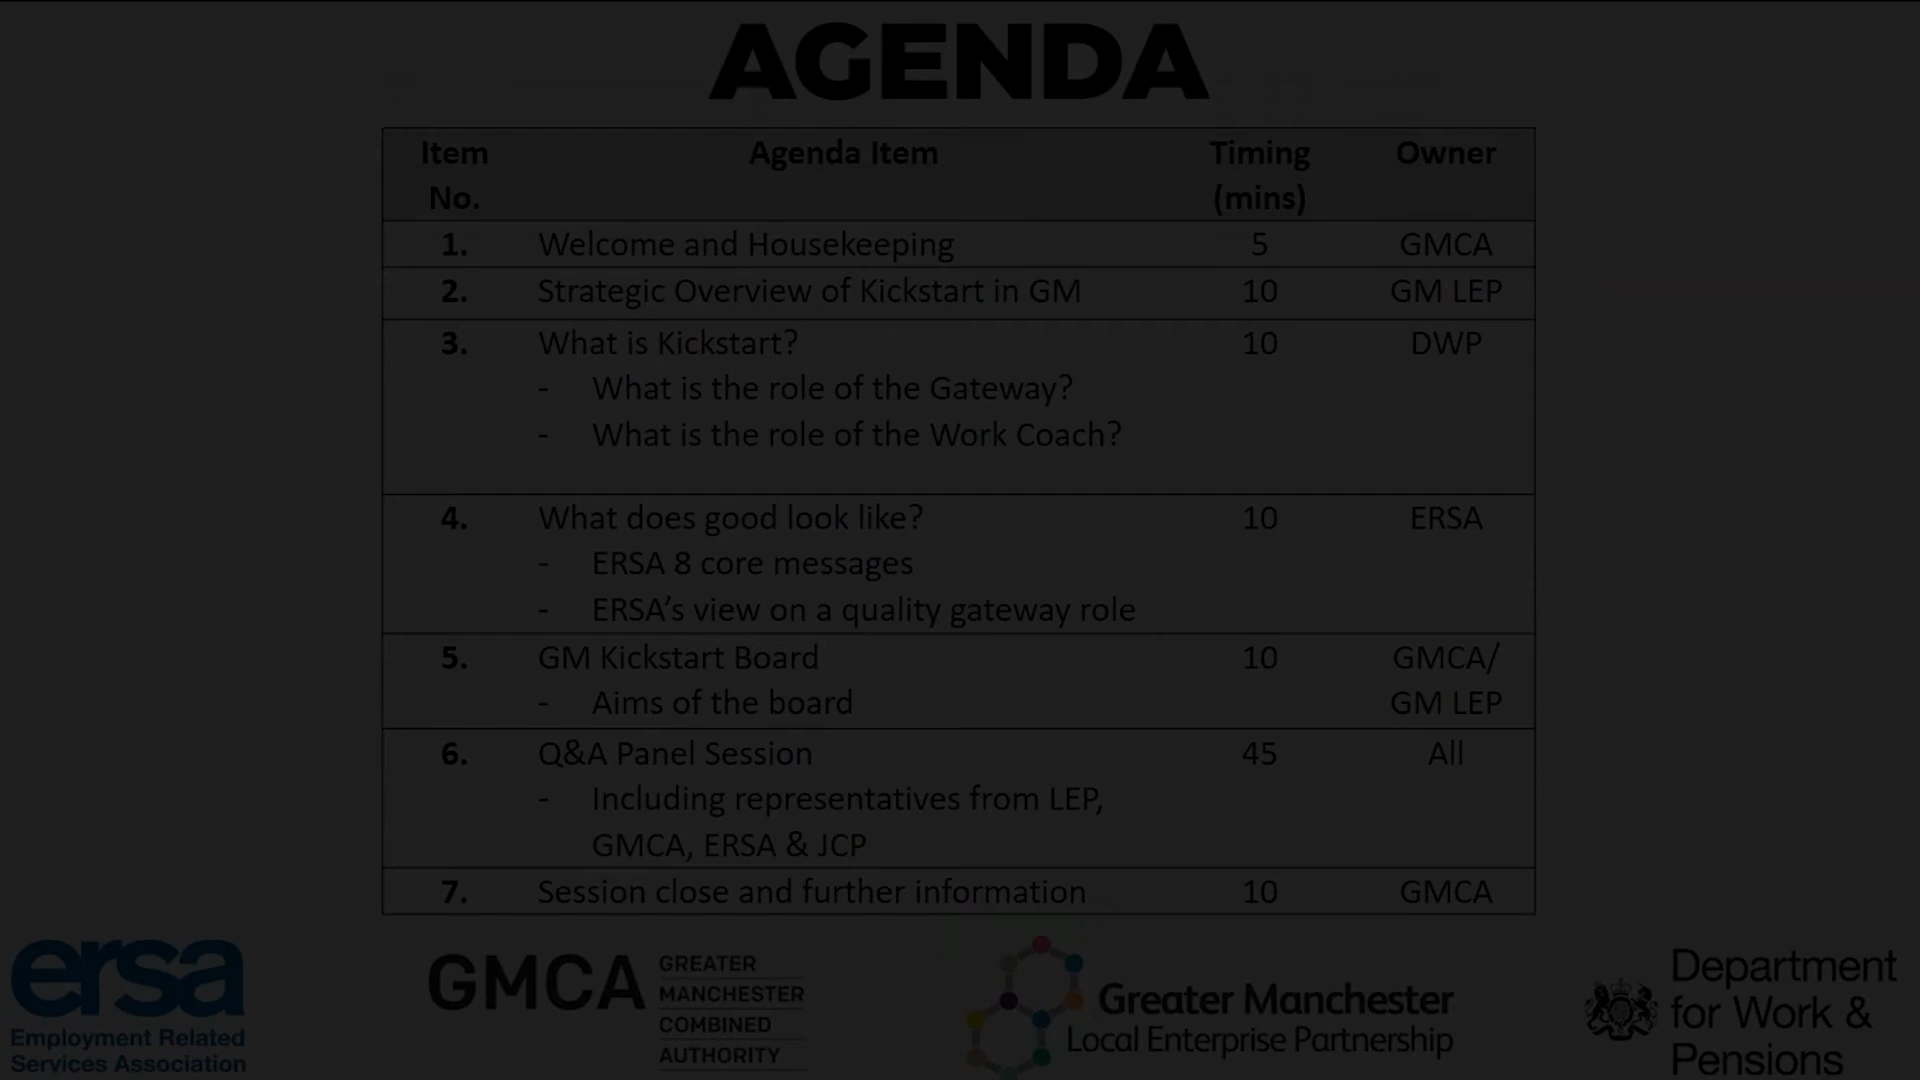 AGENDA
Item No. Agenda Item Timing (mins) Owner
1. Welcome and Housekeeping 5 GMCA
2. Strategic Overview of Kickstart in GM 10 GM LEP
3. What is Kickstart? 10 DWP
- What is the role of the Gateway?
- What is the role of the Work Coach?
4. What does good look like? 10 ERSA
- ERSA 8 core messages
- ERSA’s view on a quality gateway role
5. GM Kickstart Board 10 GMCA/
- Aims of the board GM LEP
6. Q&A Panel Session 45 All
- Including representatives from LEP,
GMCA, ERSA & JCP
7. Session close and further information 10 GMCA
ersa
Employment Related
Services Association
GMCA
GREATER
MANCHESTER
COMBINED
AUTHORITY
Greater Manchester
Local Enterprise Partnership
Department
for Work &
Pensions